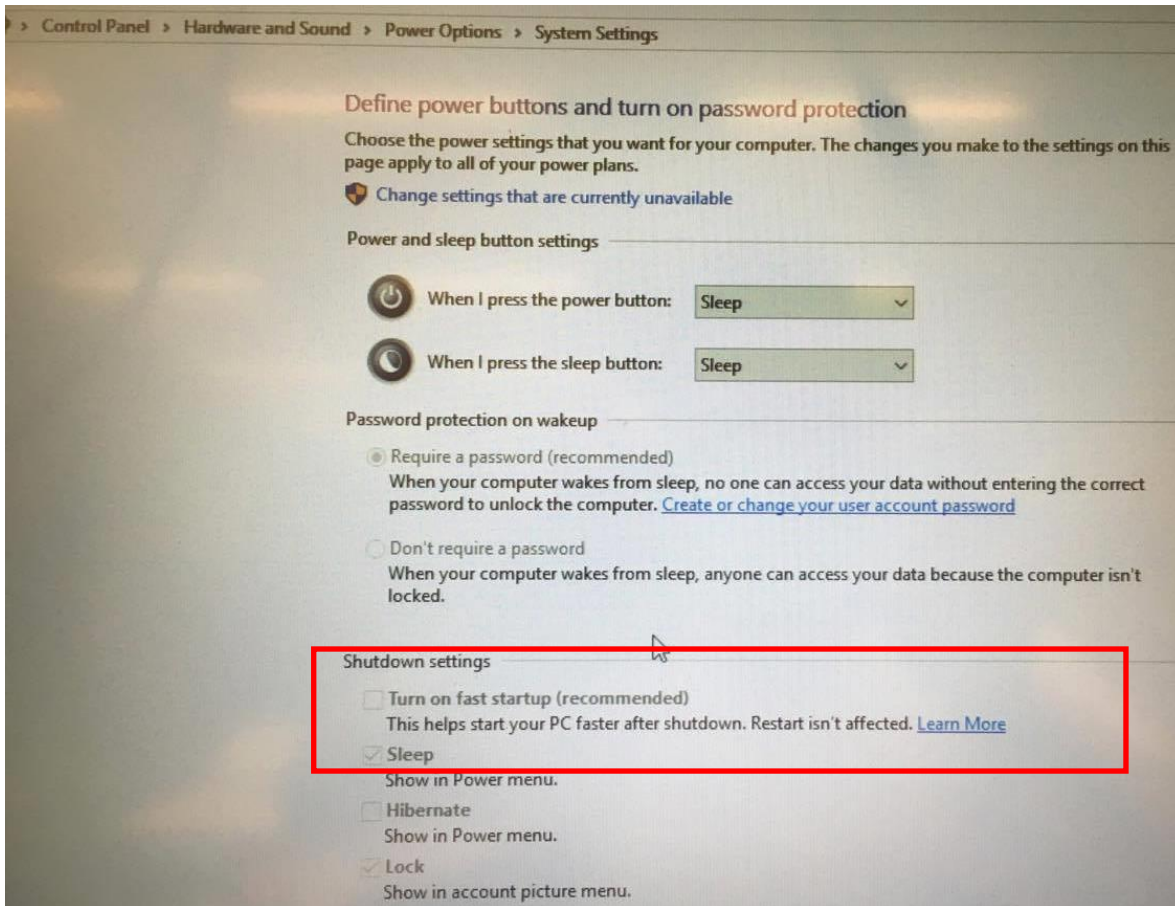 > Control Panel > Hardware and Sound > Power Options > System Settings
Define power buttons and turn on password protection
Choose the power settings that you want for your computer. The changes you make to the settings on this
page apply to all of your power plans.
Change settings that are currently unavailable
Power and sleep button settings
When I press the power button: Sleep
When I press the sleep button: Sleep
Password protection on wakeup
Require a password (recommended)
When your computer wakes from sleep, no one can access your data without entering the correct
password to unlock the computer. Create or change your user account password
Don't require a password
When your computer wakes from sleep, anyone can access your data because the computer isn't
locked.
Shutdown settings
Turn on fast startup (recommended)
This helps start your PC faster after shutdown. Restart isn't affected. Learn More
Sleep
Show in Power menu.
Hibernate
Show in Power menu.
Lock
Show in account picture menu.